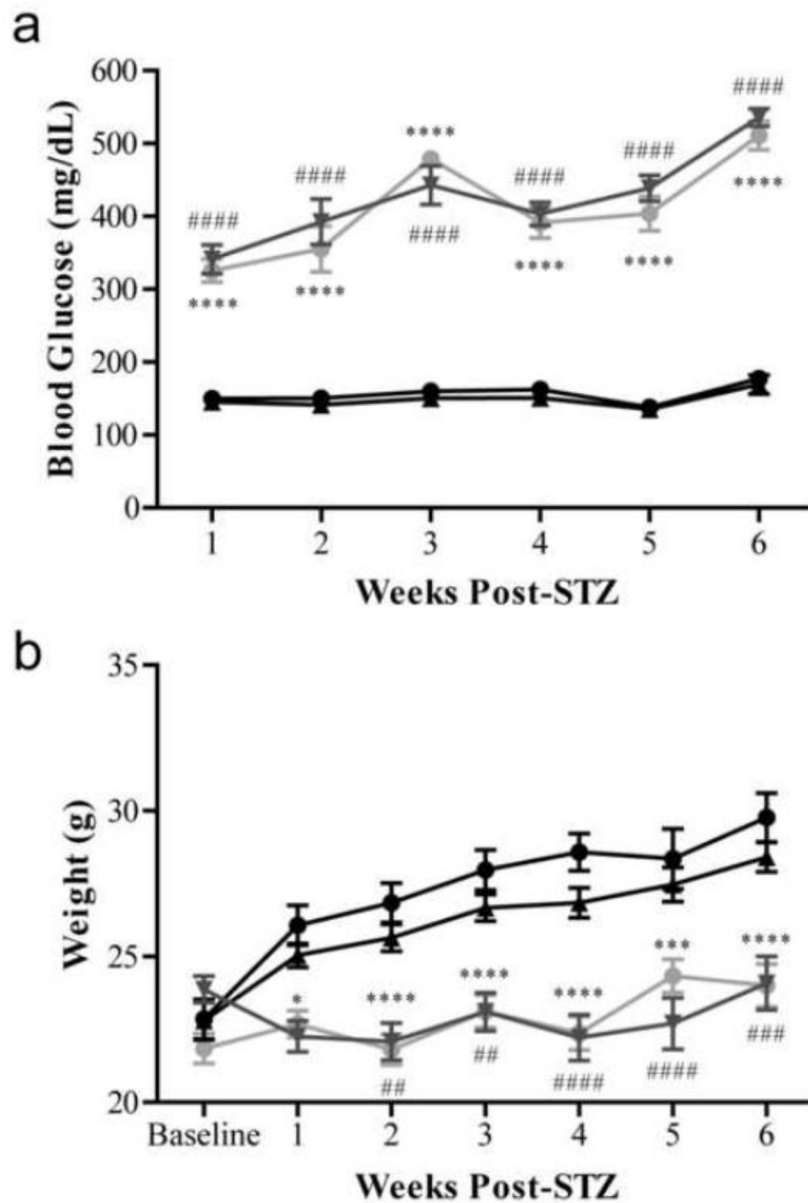 a
Blood Glucose (mg/dL)
600
500
400
300
200
100
0
#### #### **** #### #### ####
**** **** #### **** **** ****
1 2 3 4 5 6
Weeks Post-STZ
b
Weight (g)
35
30
25
20
* **** **** **** *** ****
## ## #### #### ###
Baseline 1 2 3 4 5 6
Weeks Post-STZ